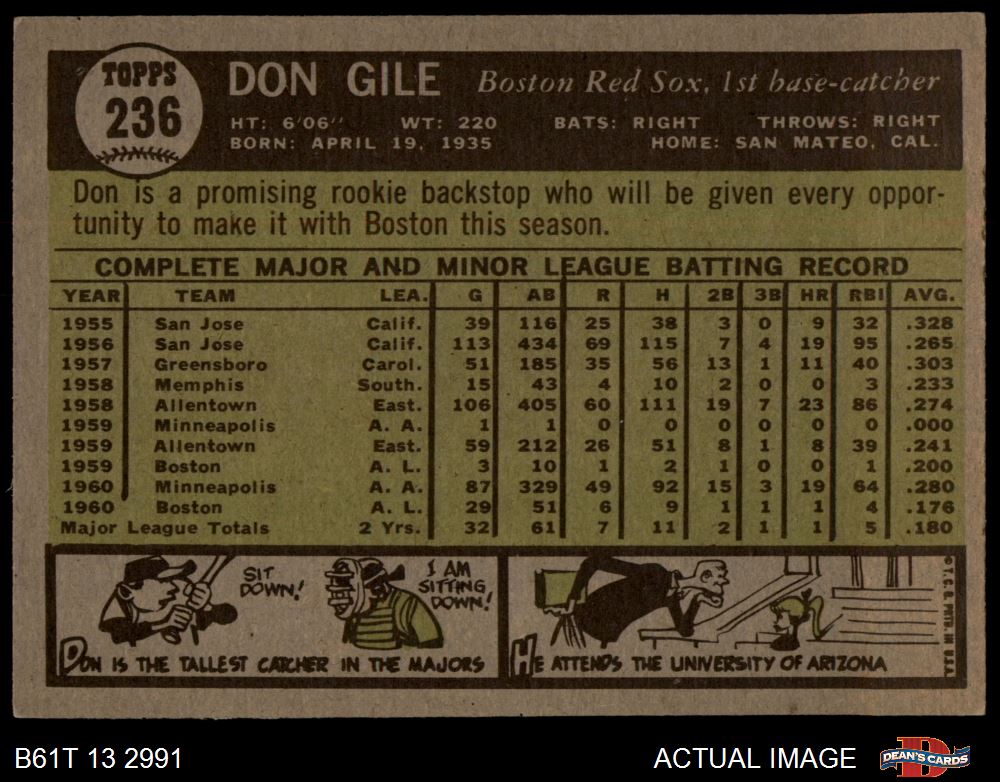 TOPPS
236
DON GILE Boston Red Sox, 1st base-catcher
HT: 6'06" WT: 220 BATS: RIGHT THROWS: RIGHT
BORN: APRIL 19, 1935 HOME: SAN MATEO, CAL.
Don is a promising rookie backstop who will be given every oppor-
tunity to make it with Boston this season.
COMPLETE MAJOR AND MINOR LEAGUE BATTING RECORD
YEAR TEAM LEA. G AB R H 2B 3B HR RBI AVG.
1955 San Jose Calif. 39 116 25 38 3 0 9 32 .328
1956 San Jose Calif. 113 434 69 115 7 4 19 95 .265
1957 Greensboro Carol. 51 185 35 56 13 1 11 40 .303
1958 Memphis South. 15 43 4 10 2 0 0 3 .233
1958 Allentown East. 106 405 60 111 19 7 23 86 .274
1959 Minneapolis A. A. 1 1 0 0 0 0 0 0 .000
1959 Allentown East. 59 212 26 51 8 1 8 39 .241
1959 Boston A. L. 3 10 1 2 1 0 0 1 .200
1960 Minneapolis A. A. 87 329 49 92 15 3 19 64 .280
1960 Boston A. L. 29 51 6 9 1 1 1 4 .176
Major League Totals 2 Yrs. 32 61 7 11 2 1 1 5 .180
SIT
DOWN!
I AM
SITTING
DOWN!
DON IS THE TALLEST CATCHER IN THE MAJORS
HE ATTENDS THE UNIVERSITY OF ARIZONA
© T. C. G. PRTD. IN U.S.A.
B61T 13 2991
ACTUAL IMAGE
DEAN'S CARDS